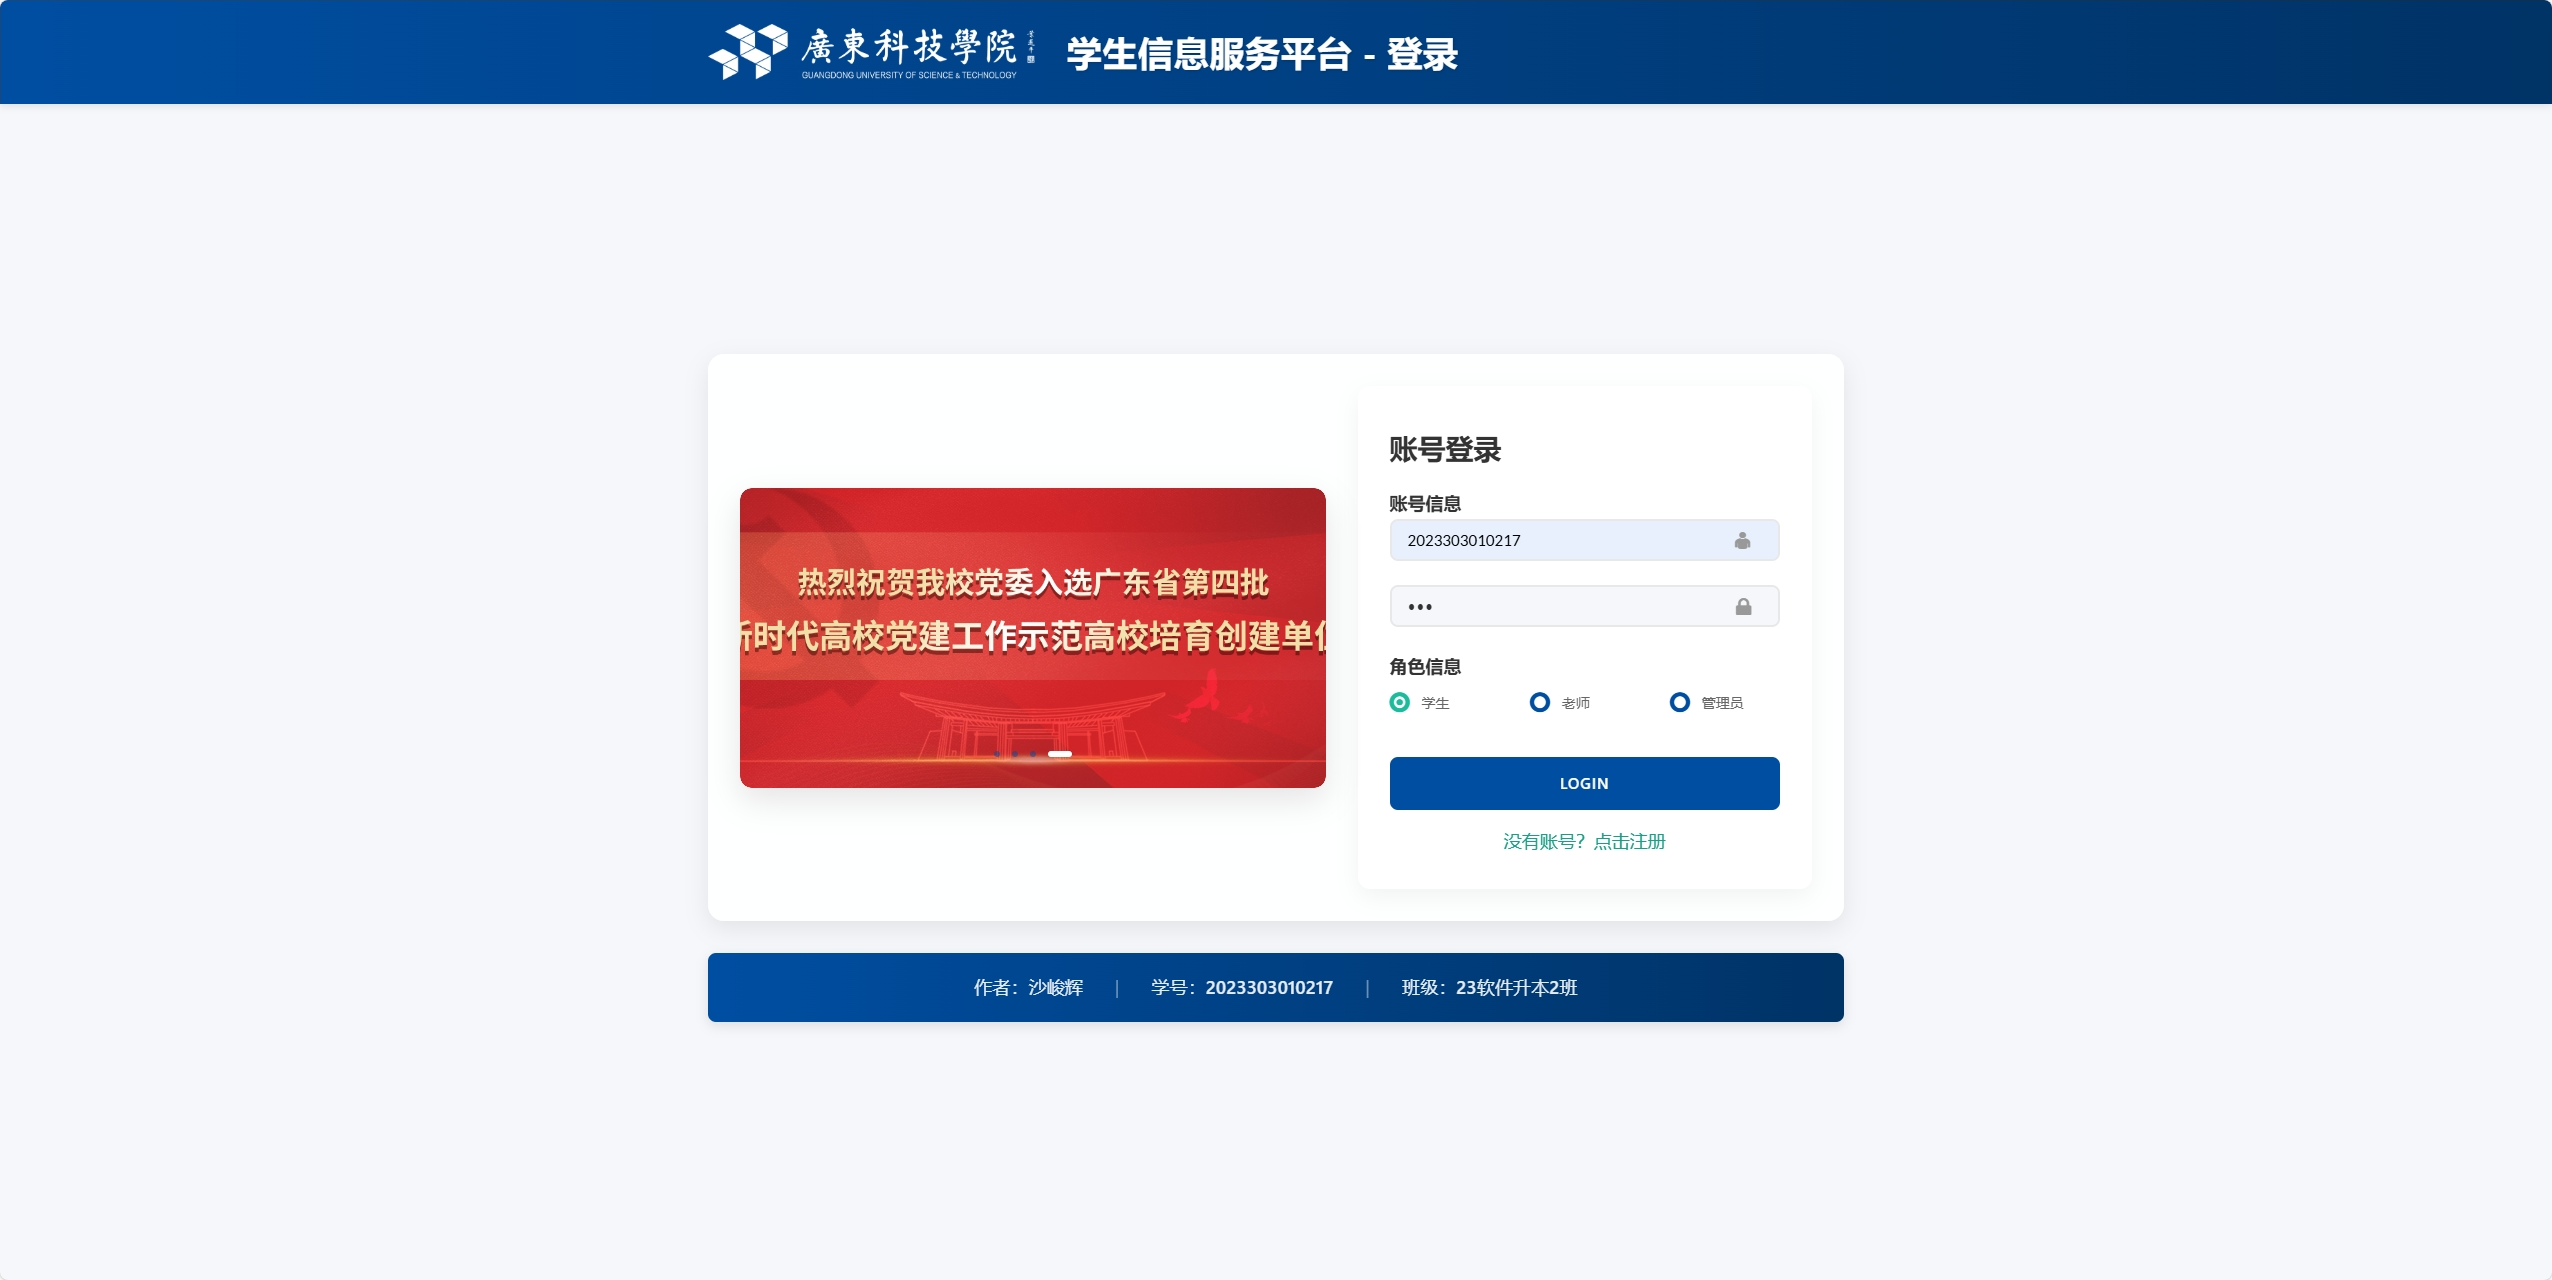 廣東科技學院
GUANGDONG UNIVERSITY OF SCIENCE & TECHNOLOGY
学生信息服务平台 - 登录
热烈祝贺我校党委入选广东省第四批
新时代高校党建工作示范高校培育创建单位
账号登录
账号信息
2023303010217
角色信息
学生
老师
管理员
LOGIN
没有账号？点击注册
作者：沙峻辉 | 学号：2023303010217 | 班级：23软件升本2班